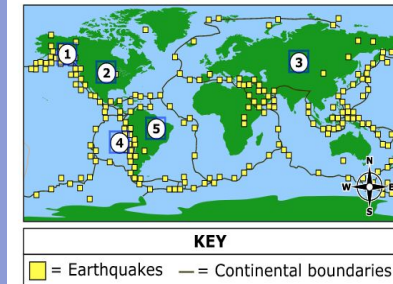 1
2
3
5
4
N
W E
S
KEY
= Earthquakes — = Continental boundaries